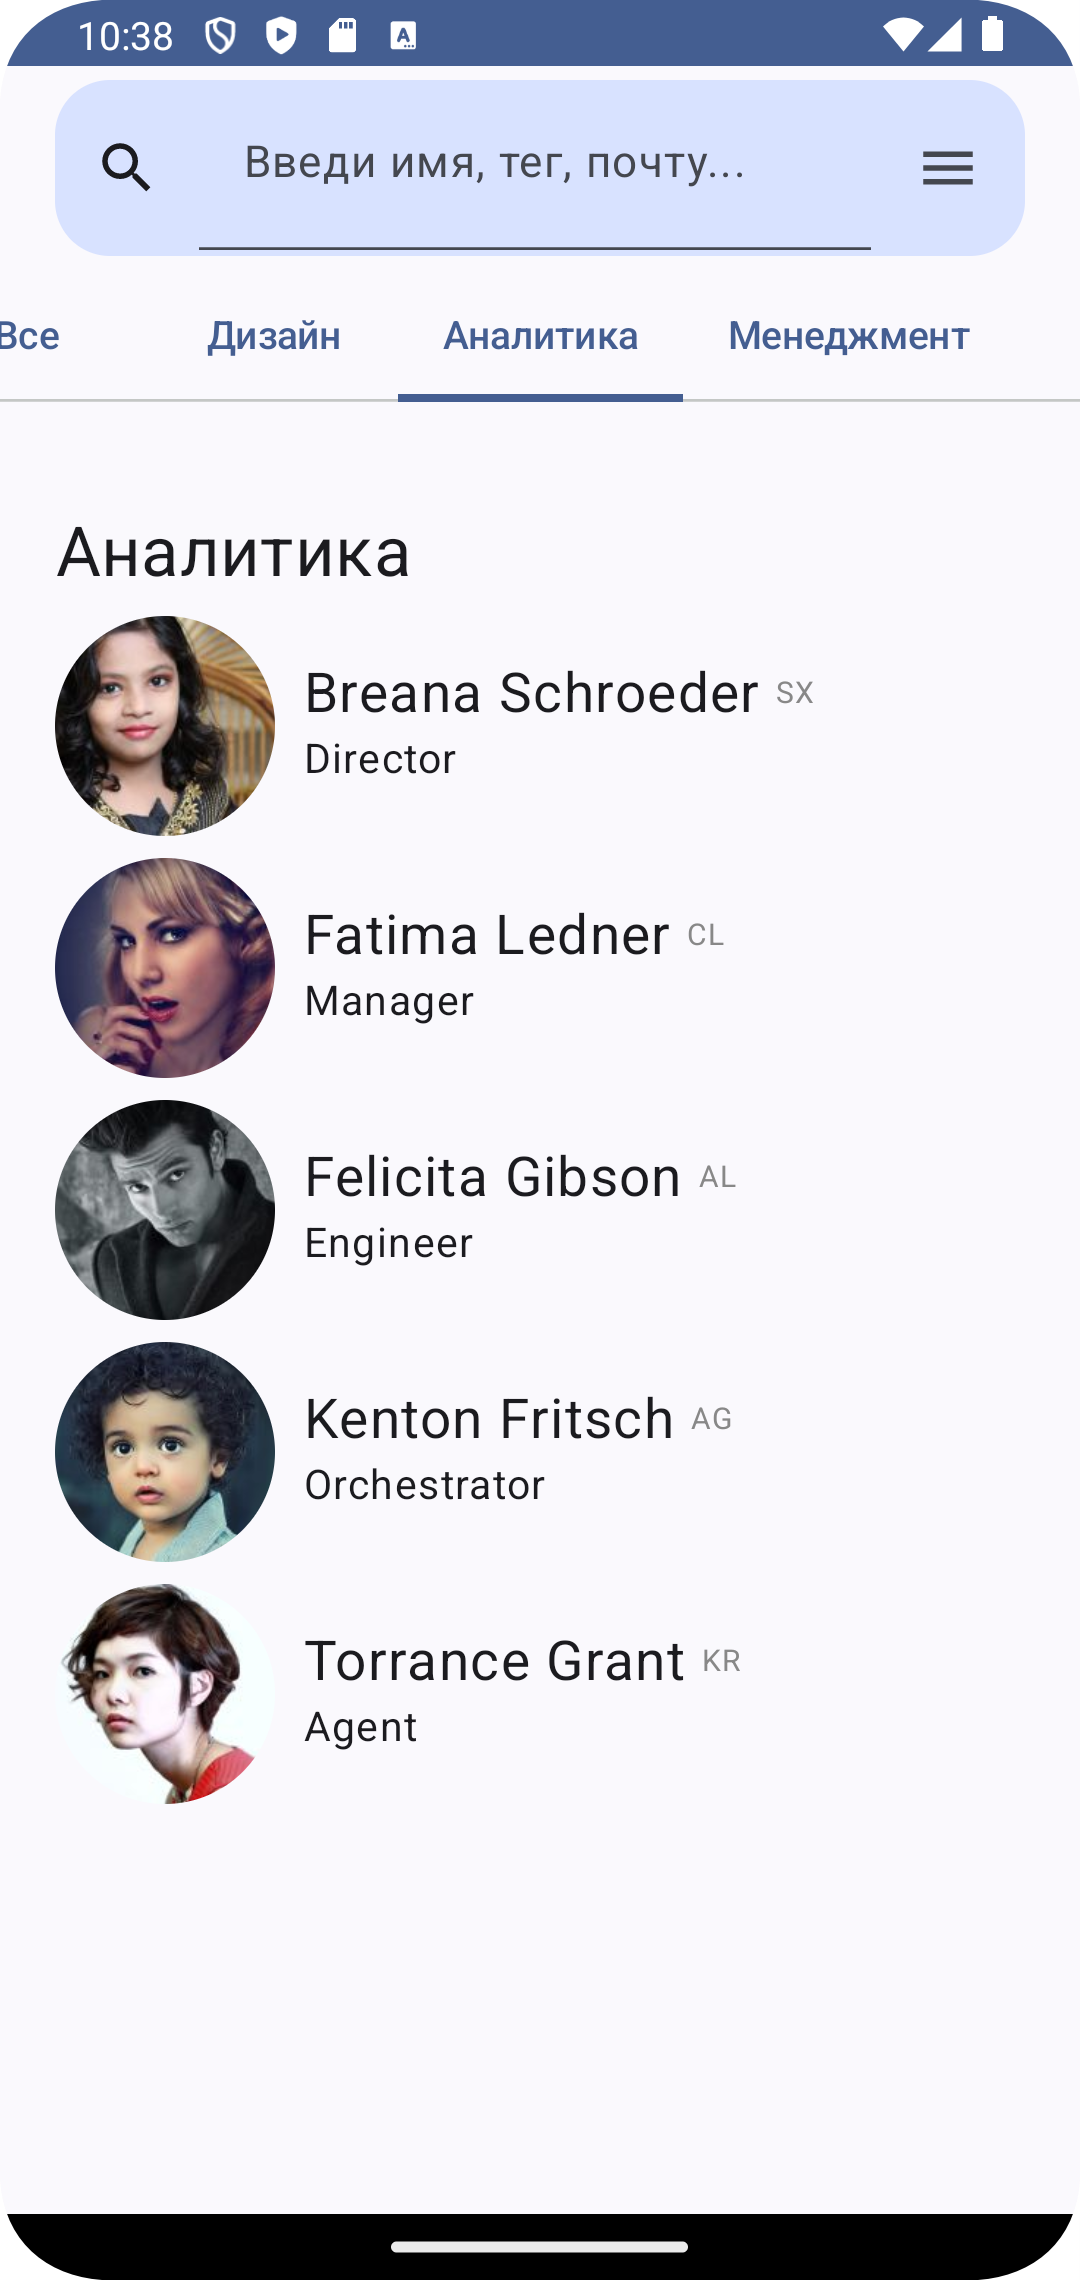 10:38
Введи имя, тег, почту...
Все Дизайн Аналитика Менеджмент
Аналитика
Breana Schroeder SX
Director
Fatima Ledner CL
Manager
Felicita Gibson AL
Engineer
Kenton Fritsch AG
Orchestrator
Torrance Grant KR
Agent